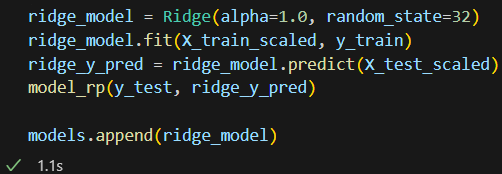 ridge_model = Ridge(alpha=1.0, random_state=32)
ridge_model.fit(X_train_scaled, y_train)
ridge_y_pred = ridge_model.predict(X_test_scaled)
model_rp(y_test, ridge_y_pred)
models.append(ridge_model)
1.1s